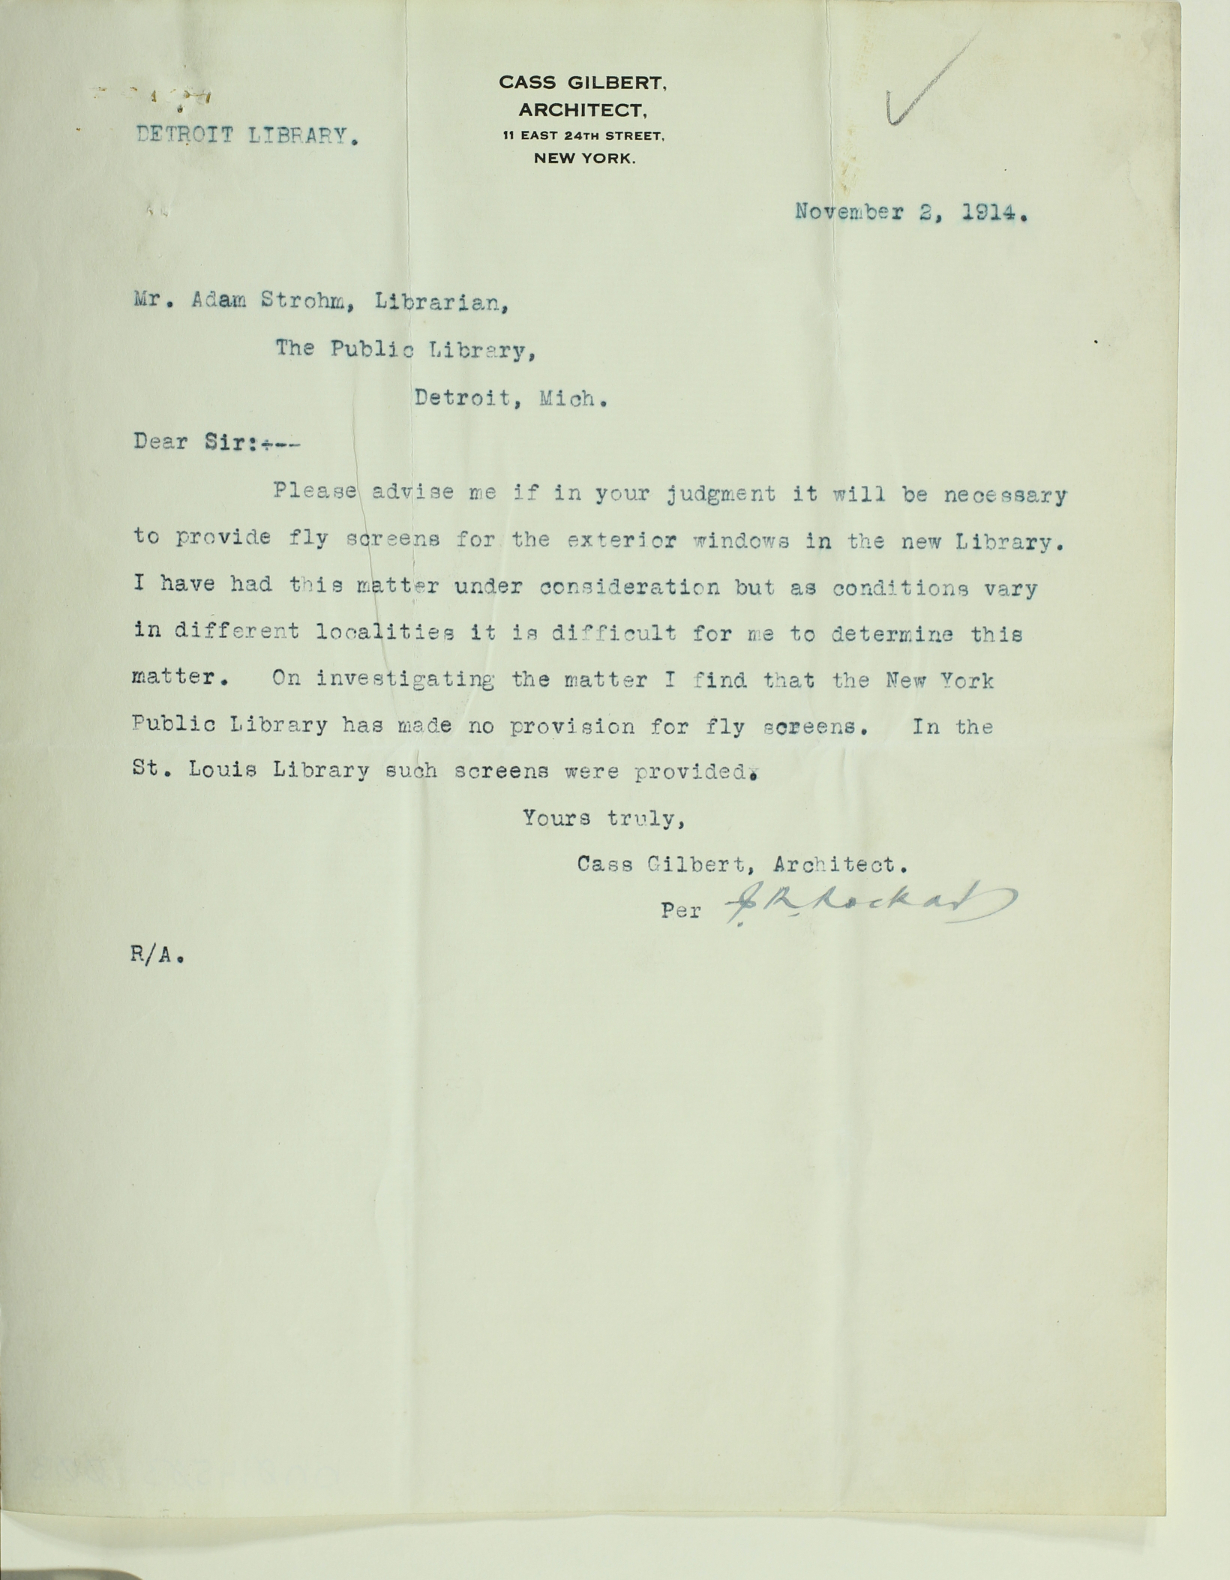 CASS GILBERT,
ARCHITECT,
11 EAST 24TH STREET,
NEW YORK.
DETROIT LIBRARY.
November 2, 1914.
Mr. Adam Strohm, Librarian,
The Public Library,
Detroit, Mich.
Dear Sir:---
Please advise me if in your judgment it will be necessary
to provide fly screens for the exterior windows in the new Library.
I have had this matter under consideration but as conditions vary
in different localities it is difficult for me to determine this
matter. On investigating the matter I find that the New York
Public Library has made no provision for fly screens. In the
St. Louis Library such screens were provided.
Yours truly,
Cass Gilbert, Architect.
Per
R/A.